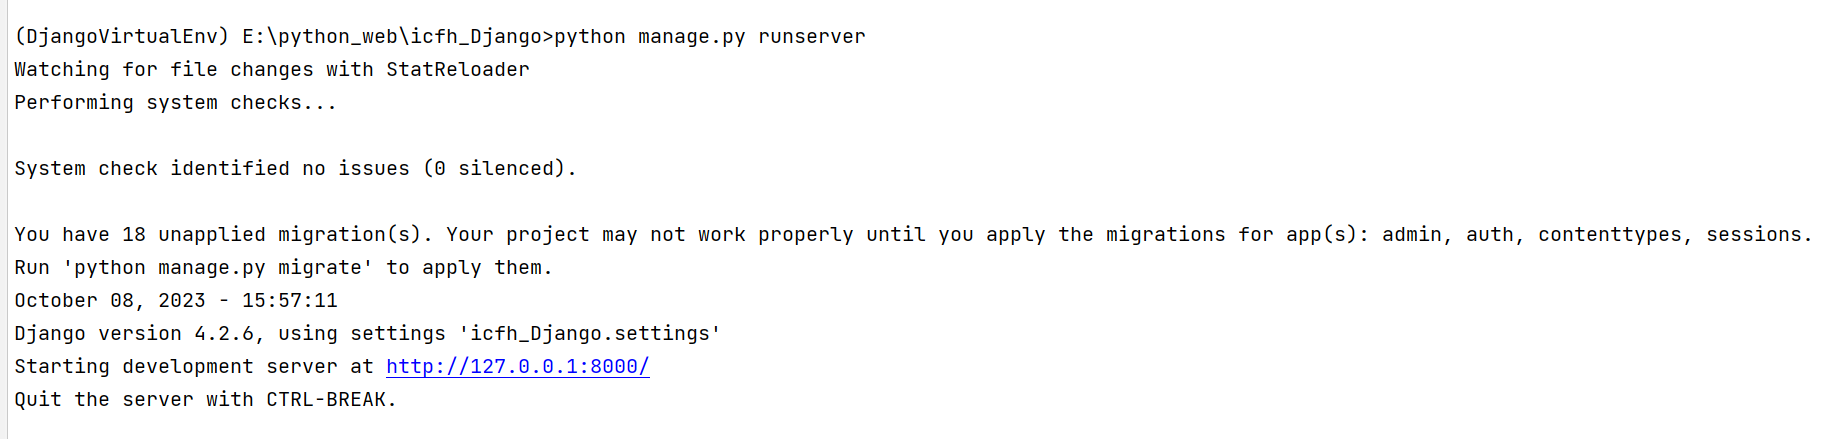 (DjangoVirtualEnv) E:\python_web\icfh_Django>python manage.py runserver
Watching for file changes with StatReloader
Performing system checks...
System check identified no issues (0 silenced).
You have 18 unapplied migration(s). Your project may not work properly until you apply the migrations for app(s): admin, auth, contenttypes, sessions.
Run 'python manage.py migrate' to apply them.
October 08, 2023 - 15:57:11
Django version 4.2.6, using settings 'icfh_Django.settings'
Starting development server at http://127.0.0.1:8000/
Quit the server with CTRL-BREAK.